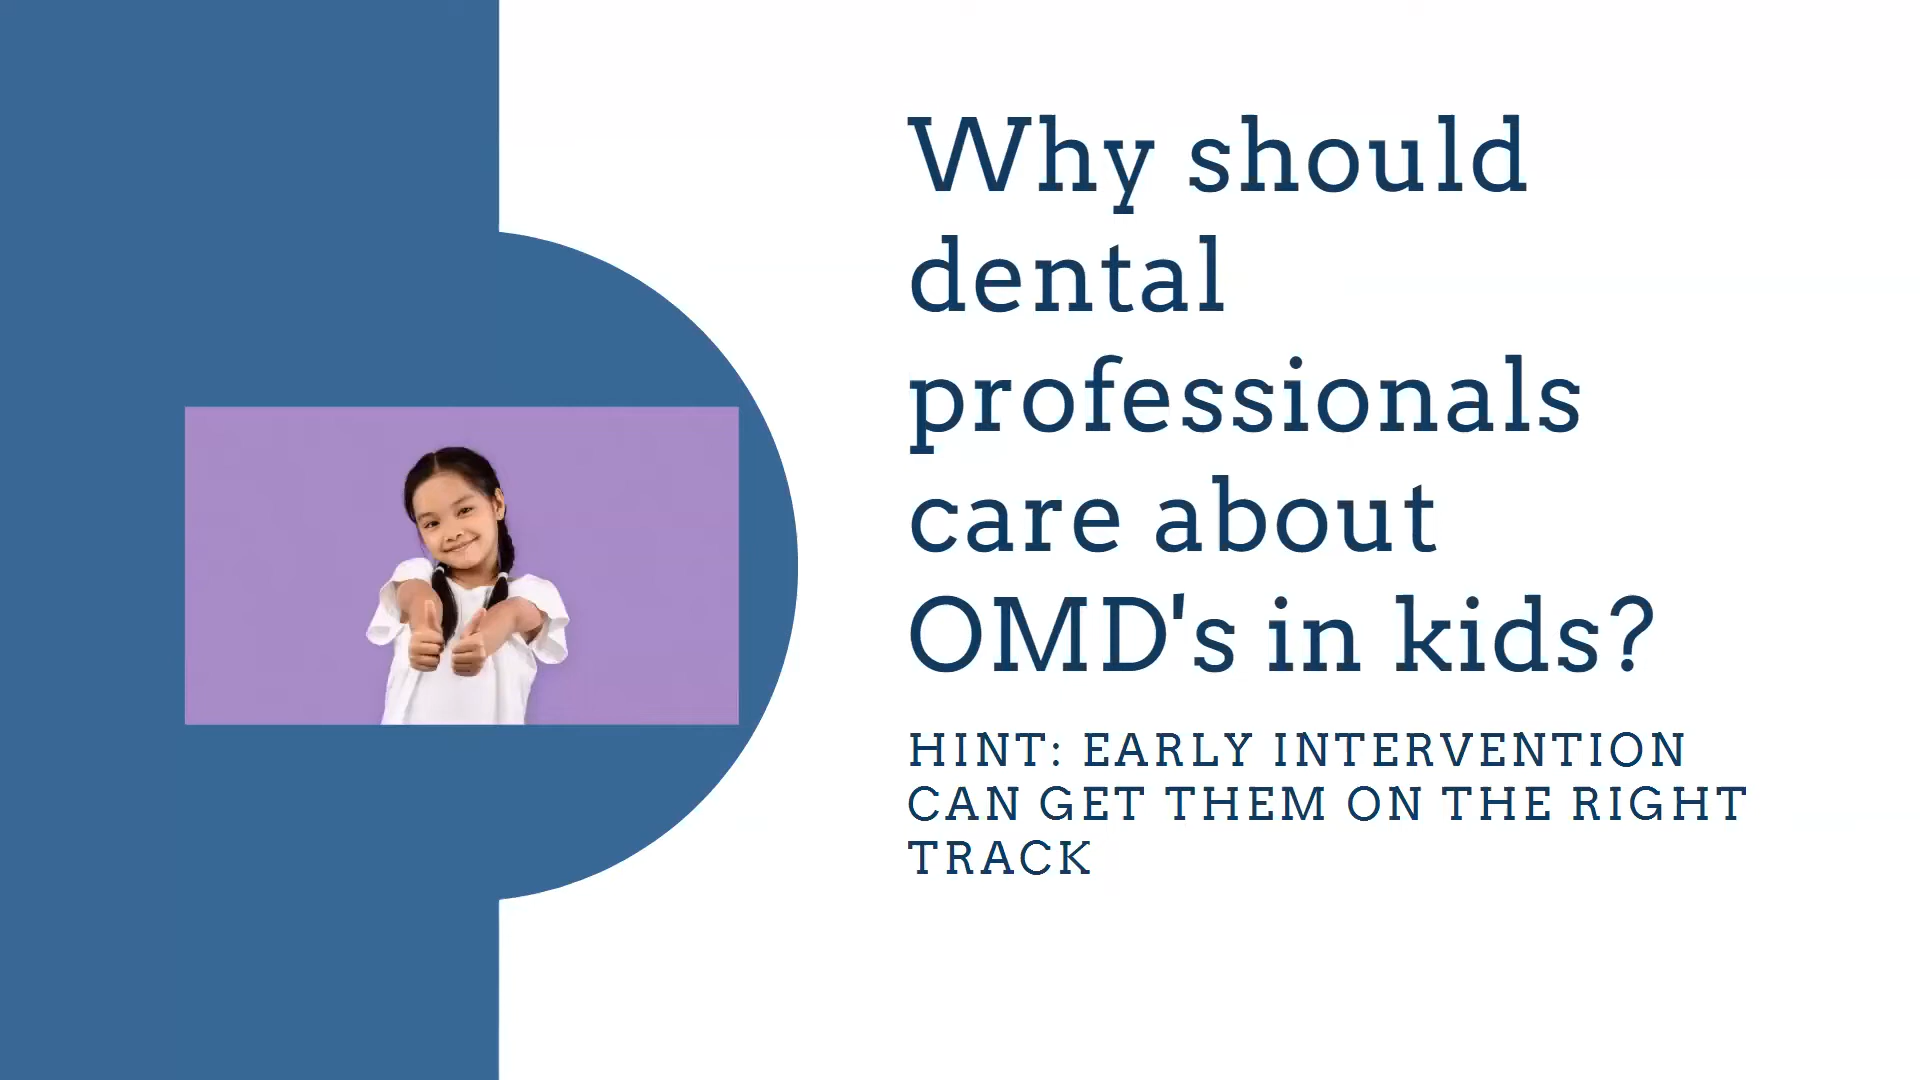 Why should
dental
professionals
care about
OMD's in kids?
HINT: EARLY INTERVENTION
CAN GET THEM ON THE RIGHT
TRACK